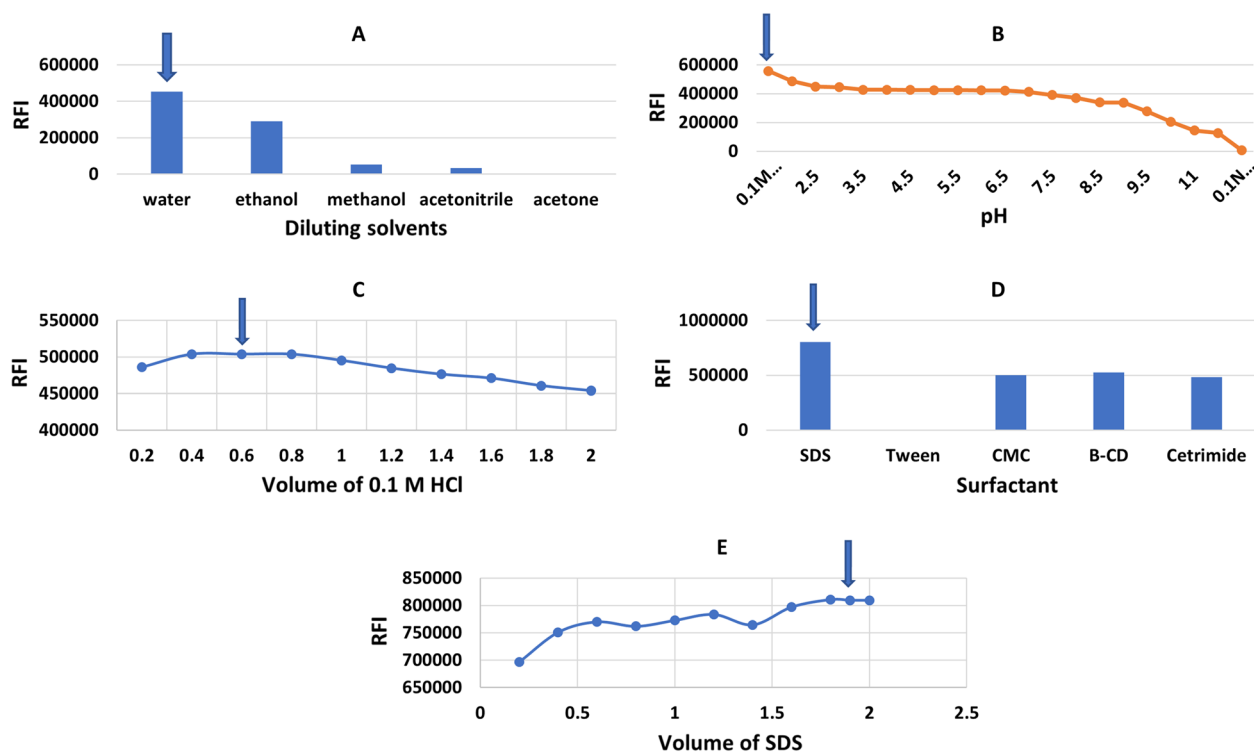 A
RFI
600000
400000
200000
0
water ethanol methanol acetonitrile acetone
Diluting solvents
B
RFI
600000
400000
200000
0
0.1M... 2.5 3.5 4.5 5.5 6.5 7.5 8.5 9.5 11 0.1N...
pH
C
RFI
550000
500000
450000
400000
0.2 0.4 0.6 0.8 1 1.2 1.4 1.6 1.8 2
Volume of 0.1 M HCl
D
RFI
1000000
500000
0
SDS Tween CMC B-CD Cetrimide
Surfactant
E
RFI
850000
800000
750000
700000
650000
0 0.5 1 1.5 2 2.5
Volume of SDS